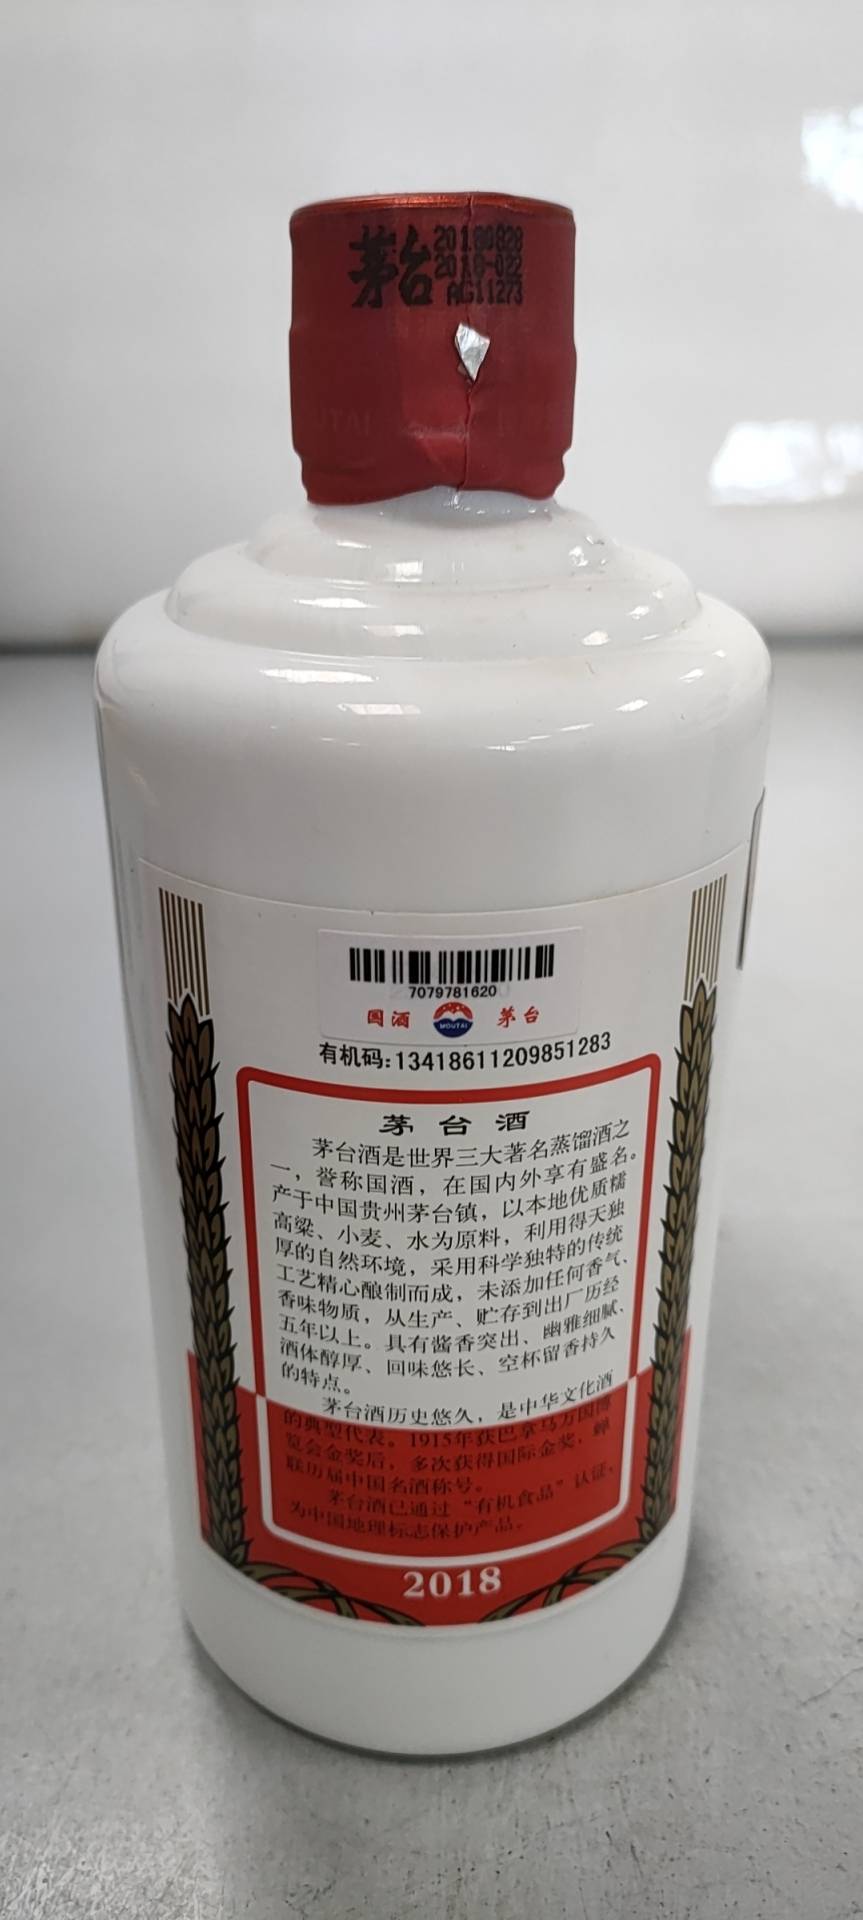 茅台
20180828
2018-022
AG11273
7079781620
国酒 MOUTAI 茅台
有机码:13418611209851283
茅台酒
茅台酒是世界三大著名蒸馏酒之
一，誉称国酒，在国内外享有盛名。
产于中国贵州茅台镇，以本地优质糯
高粱、小麦、水为原料，利用得天独
厚的自然环境，采用科学独特的传统
工艺精心酿制而成，未添加任何香气、
香味物质，从生产、贮存到出厂历经
五年以上。具有酱香突出、幽雅细腻、
酒体醇厚、回味悠长、空杯留香持久
的特点。
茅台酒历史悠久，是中华文化酒
的典型代表。1915年获巴拿马万国博
览会金奖后，多次获得国际金奖，蝉
联历届中国名酒称号。
茅台酒已通过“有机食品”认证，
为中国地理标志保护产品。
2018